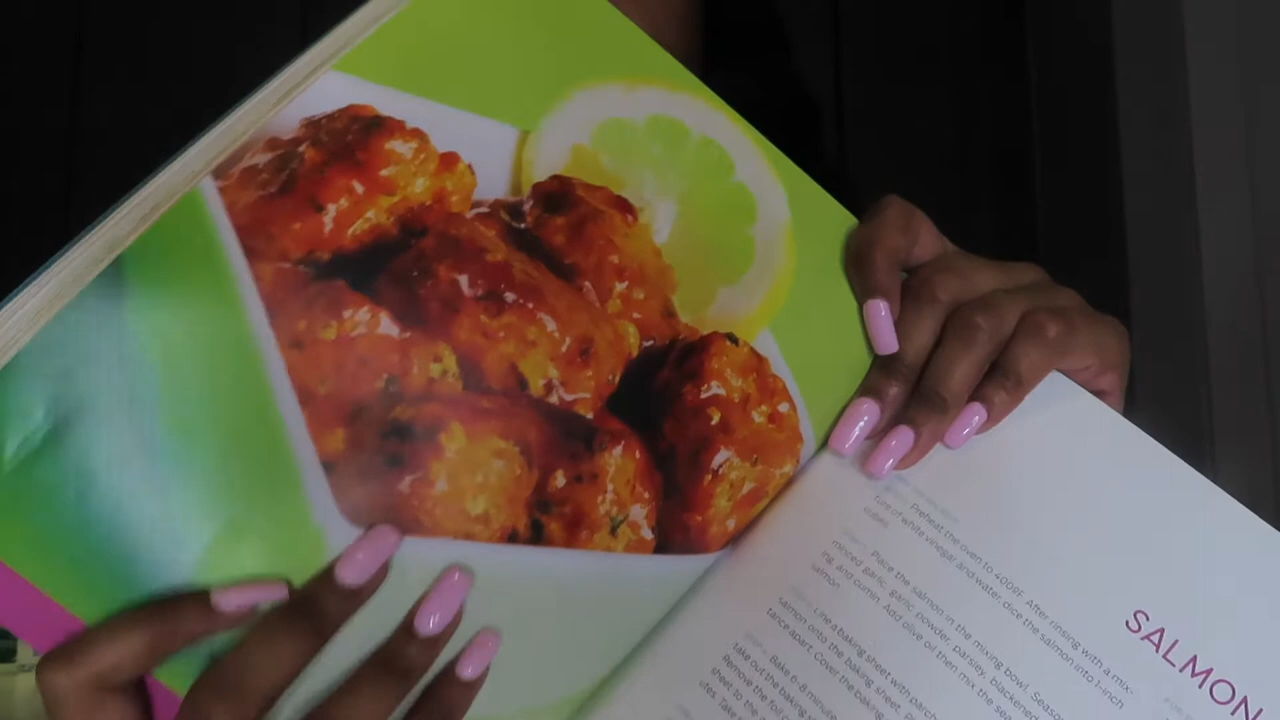 SALMON
Preheat the oven to 400°F. After rinsing with a mix-
ture of white vinegar and water, dice the salmon into 1-inch
cubes.
Place the salmon in the mixing bowl. Season
minced garlic, garlic powder, parsley, blackened
ing, and cumin. Add olive oil then mix the sea
salmon
Line a baking sheet with parch
salmon onto the baking sheet,
tance apart. Cover the baking
Bake 6-8 minute
take out the baking s
Remove the foil
sheet to the
utes. Take